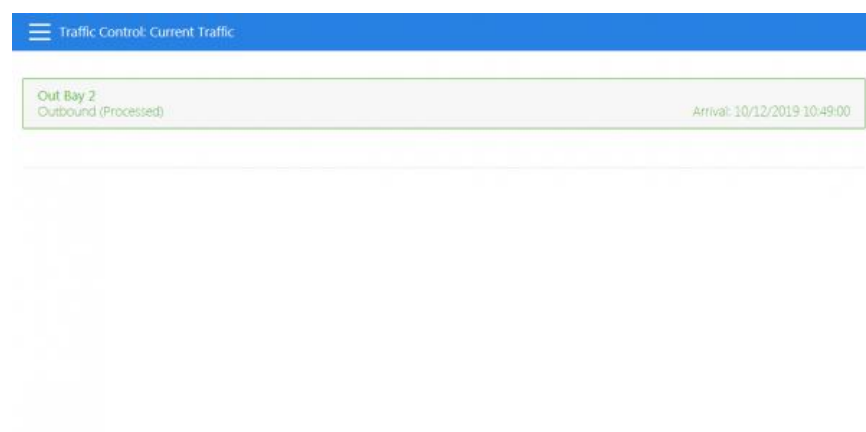 Traffic Control: Current Traffic
Out Bay 2
Outbound (Processed)
Arrival: 10/12/2019 10:49:00